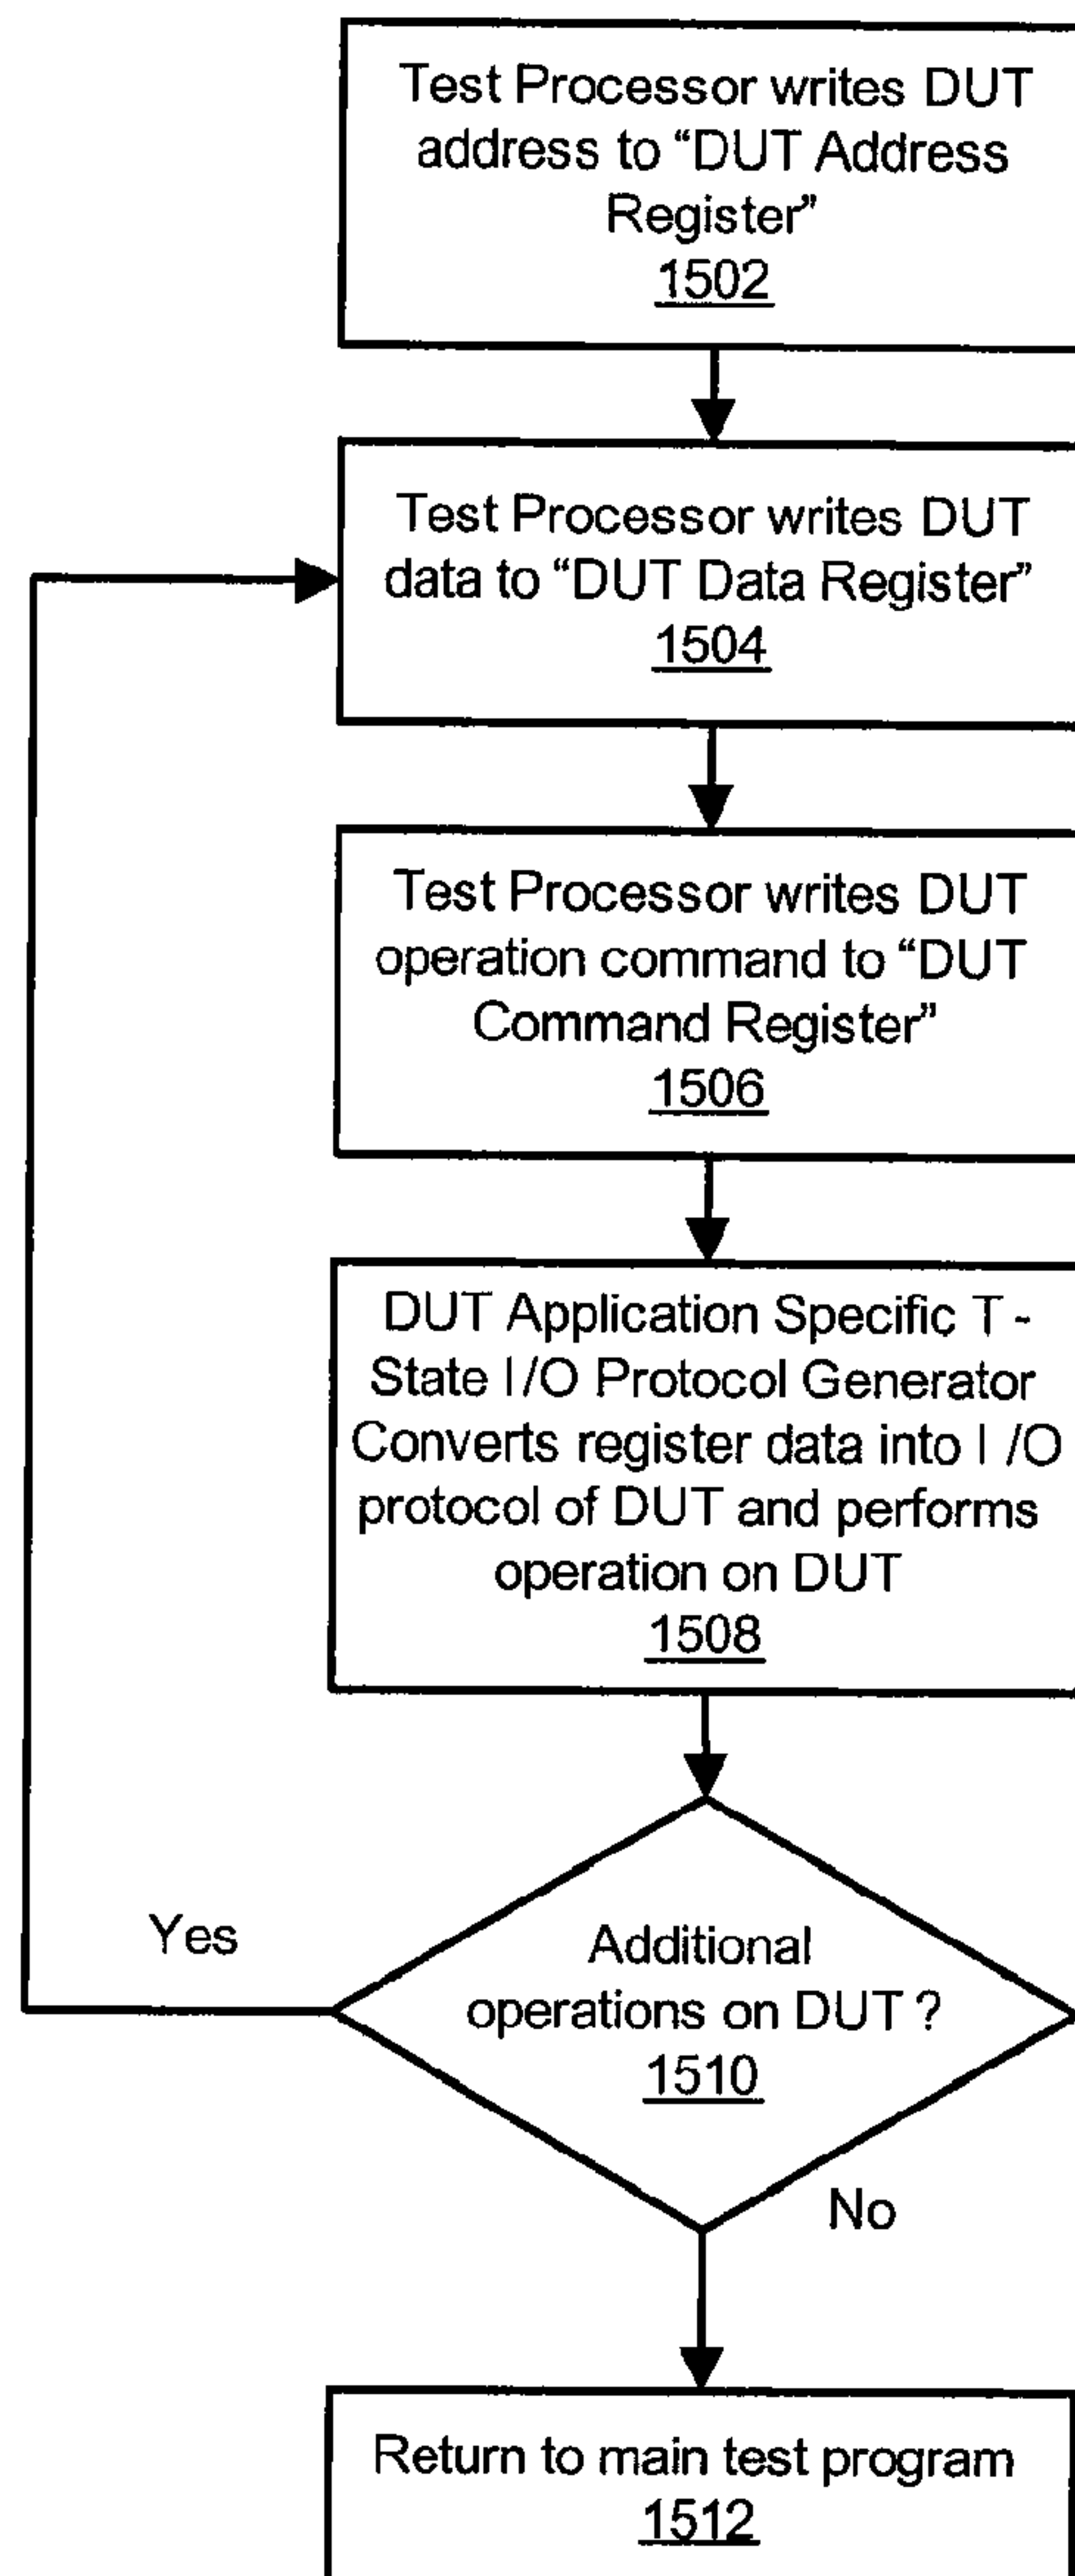 Test Processor writes DUT
address to “DUT Address
Register”
1502
Test Processor writes DUT
data to “DUT Data Register”
1504
Test Processor writes DUT
operation command to “DUT
Command Register”
1506
DUT Application Specific T -
State I/O Protocol Generator
Converts register data into I /O
protocol of DUT and performs
operation on DUT
1508
Yes
Additional
operations on DUT ?
1510
No
Return to main test program
1512